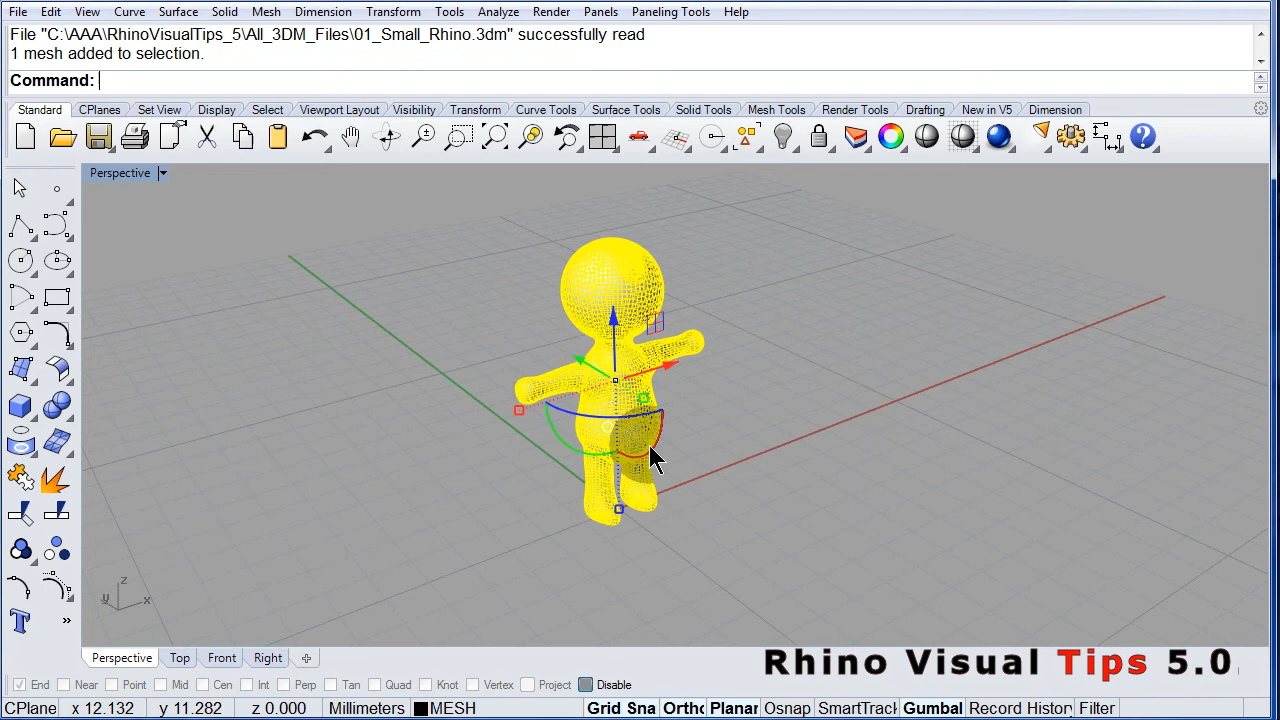 File Edit View Curve Surface Solid Mesh Dimension Transform Tools Analyze Render Panels Paneling Tools Help
File "C:\AAA\RhinoVisualTips_5\All_3DM_Files\01_Small_Rhino.3dm" successfully read
1 mesh added to selection.
Command:
Standard CPlanes Set View Display Select Viewport Layout Visibility Transform Curve Tools Surface Tools Solid Tools Mesh Tools Render Tools Drafting New in V5 Dimension
Perspective
z
y x
Perspective Top Front Right
Rhino Visual Tips 5.0
End Near Point Mid Cen Int Perp Tan Quad Knot Vertex Project Disable
CPlane x 12.132 y 11.282 z 0.000 Millimeters MESH Grid Sna Ortho Planar Osnap SmartTrac Gumbal Record History Filter